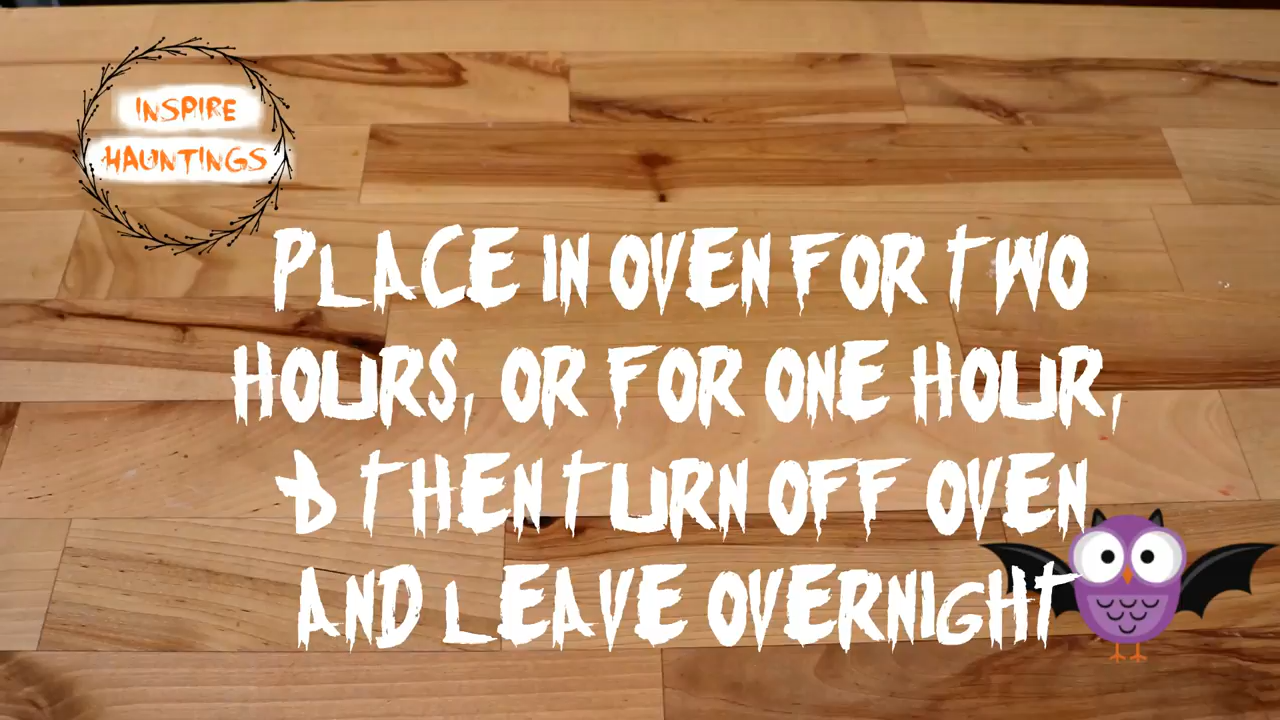 INSPIRE
HAUNTINGS
PLACE IN OVEN FOR TWO
HOURS, OR FOR ONE HOUR,
& THEN TURN OFF OVEN
AND LEAVE OVERNIGHT